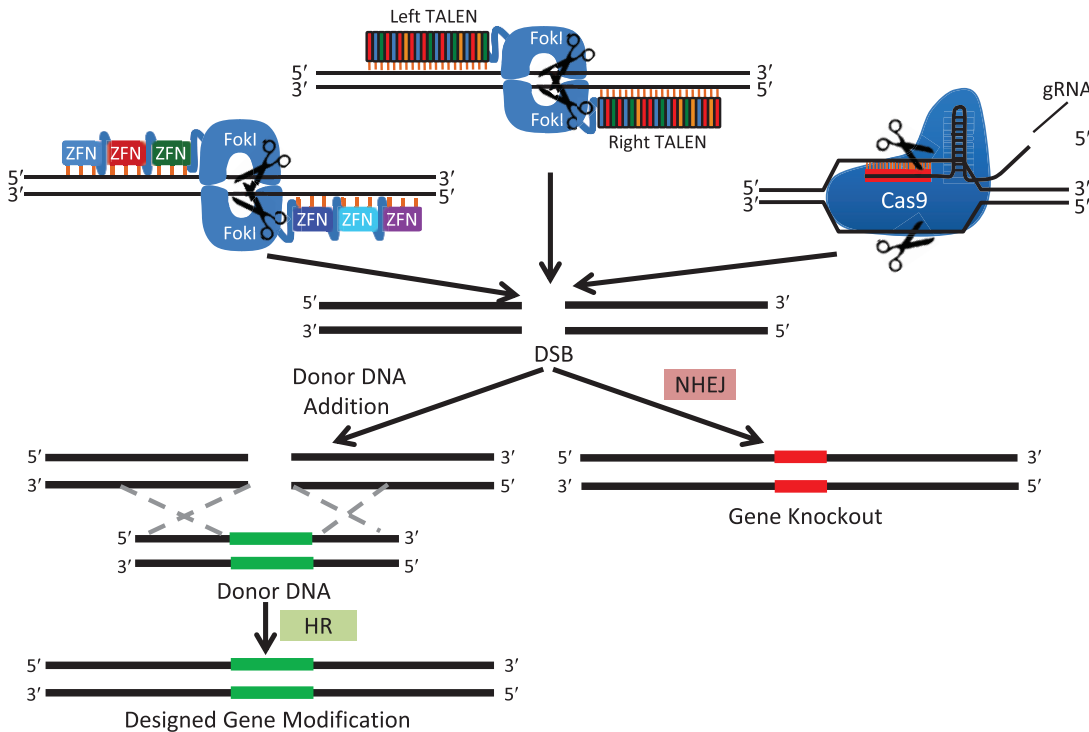 Left TALEN
FokI
5′ 3′
3′ 5′
FokI
Right TALEN
gRNA
5′
ZFN ZFN ZFN FokI
5′ 3′
3′ 5′
FokI ZFN ZFN ZFN
Cas9
5′ 3′
3′ 5′
5′ 3′
3′ 5′
DSB
Donor DNA
Addition
NHEJ
5′ 3′
3′ 5′
5′ 3′
3′ 5′
Gene Knockout
5′ 3′
3′ 5′
Donor DNA
HR
5′ 3′
3′ 5′
Designed Gene Modification